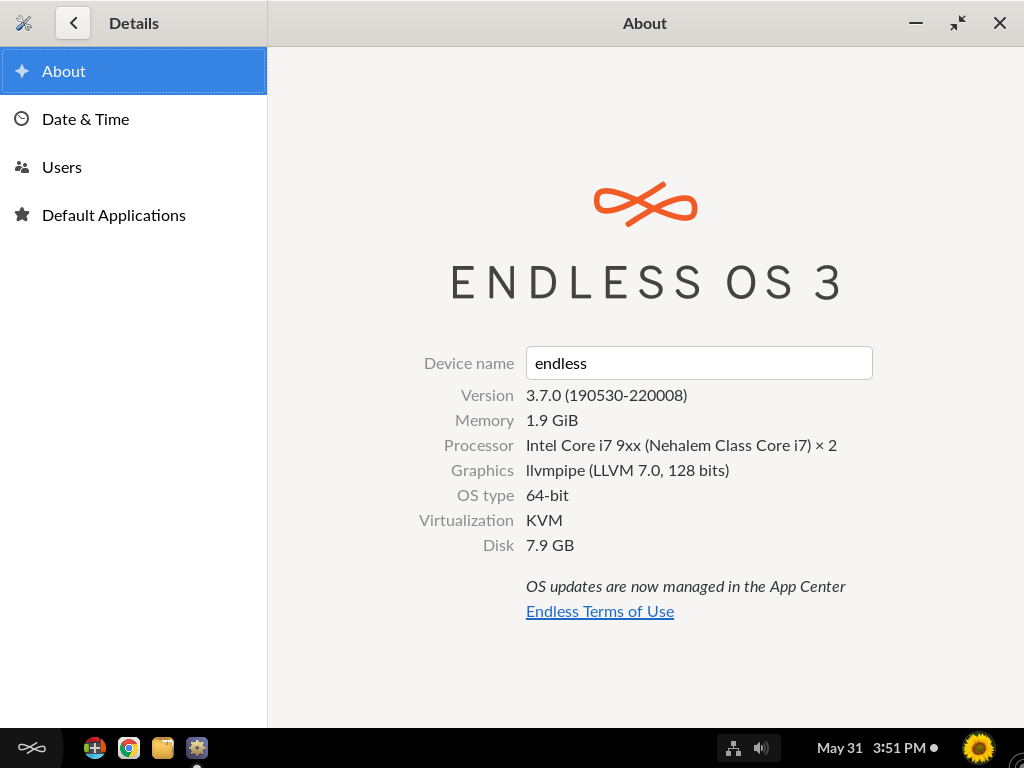 Details
About
About
Date & Time
Users
Default Applications
ENDLESS OS 3
Device name endless
Version 3.7.0 (190530-220008)
Memory 1.9 GiB
Processor Intel Core i7 9xx (Nehalem Class Core i7) × 2
Graphics llvmpipe (LLVM 7.0, 128 bits)
OS type 64-bit
Virtualization KVM
Disk 7.9 GB
OS updates are now managed in the App Center
Endless Terms of Use
May 31 3:51 PM